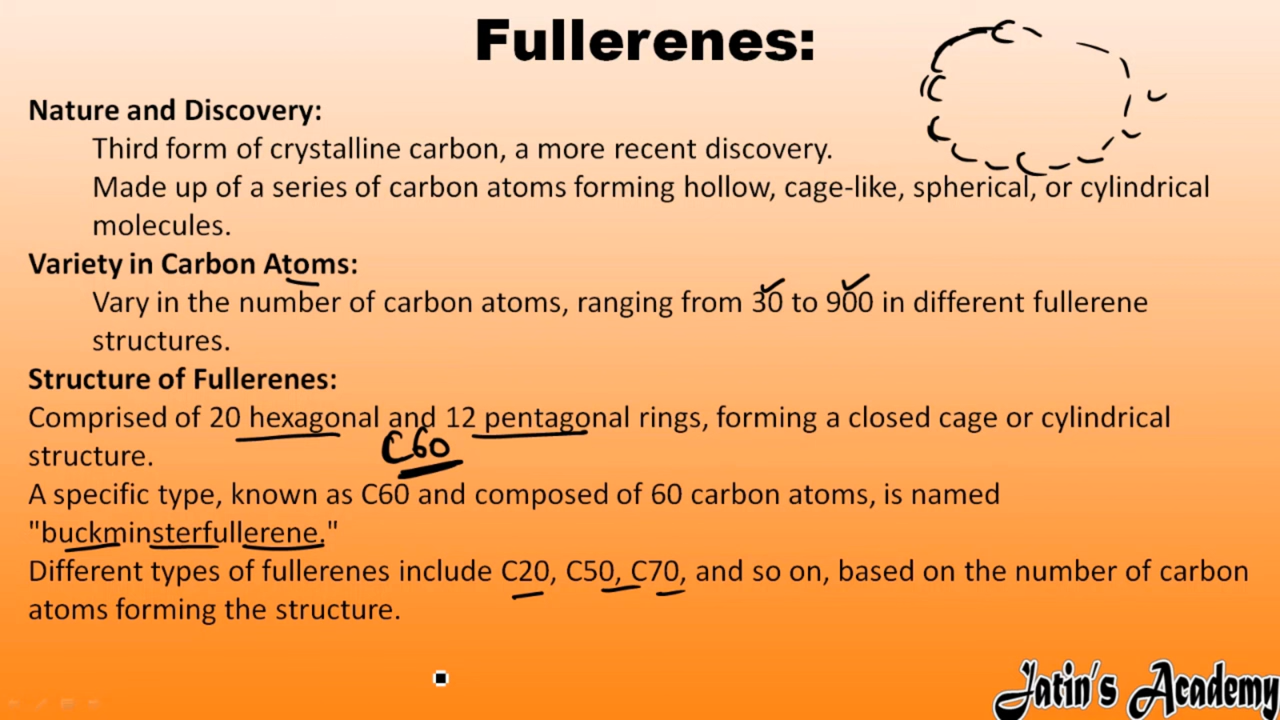 Fullerenes:
Nature and Discovery:
Third form of crystalline carbon, a more recent discovery.
Made up of a series of carbon atoms forming hollow, cage-like, spherical, or cylindrical
molecules.
Variety in Carbon Atoms:
Vary in the number of carbon atoms, ranging from 30 to 900 in different fullerene
structures.
Structure of Fullerenes:
Comprised of 20 hexagonal and 12 pentagonal rings, forming a closed cage or cylindrical
C60
structure.
A specific type, known as C60 and composed of 60 carbon atoms, is named
"buckminsterfullerene."
Different types of fullerenes include C20, C50, C70, and so on, based on the number of carbon
atoms forming the structure.
Jatin's Academy